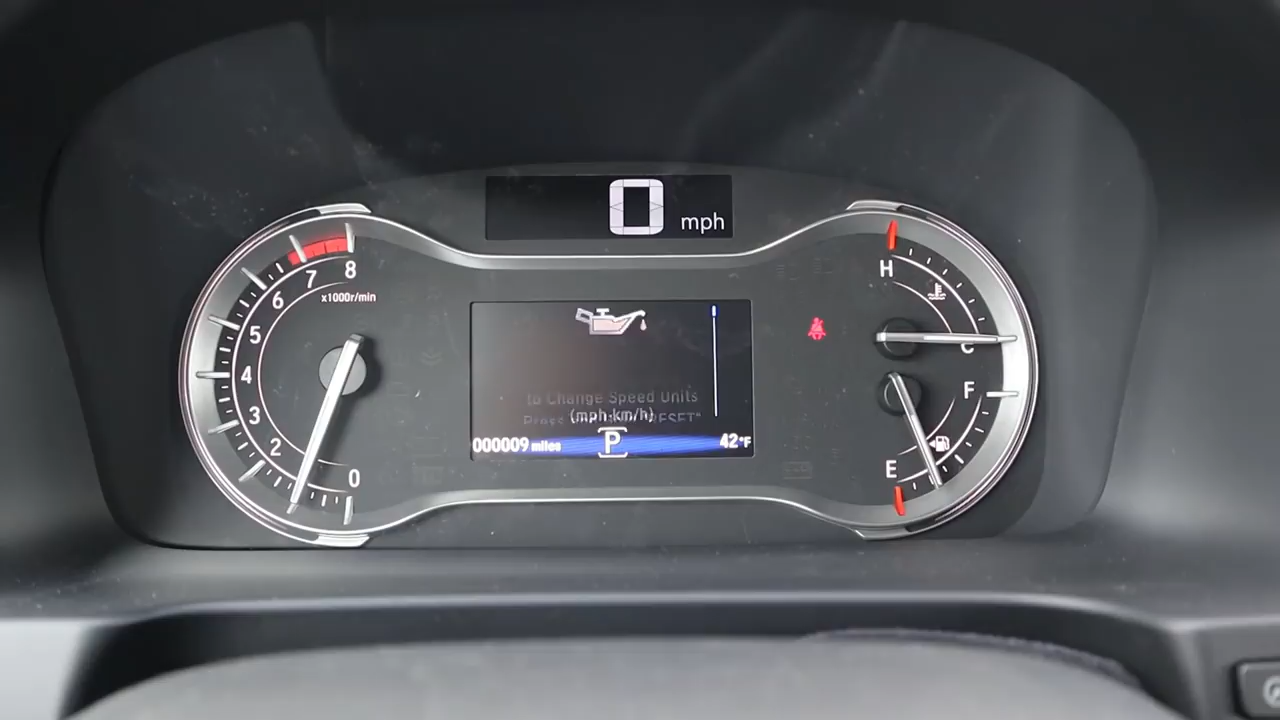 0 mph
8
7
6
x1000r/min
5
4
3
2
0
to Change Speed Units
(mph·km/h)
000009 miles P 42°F
H
C
F
E